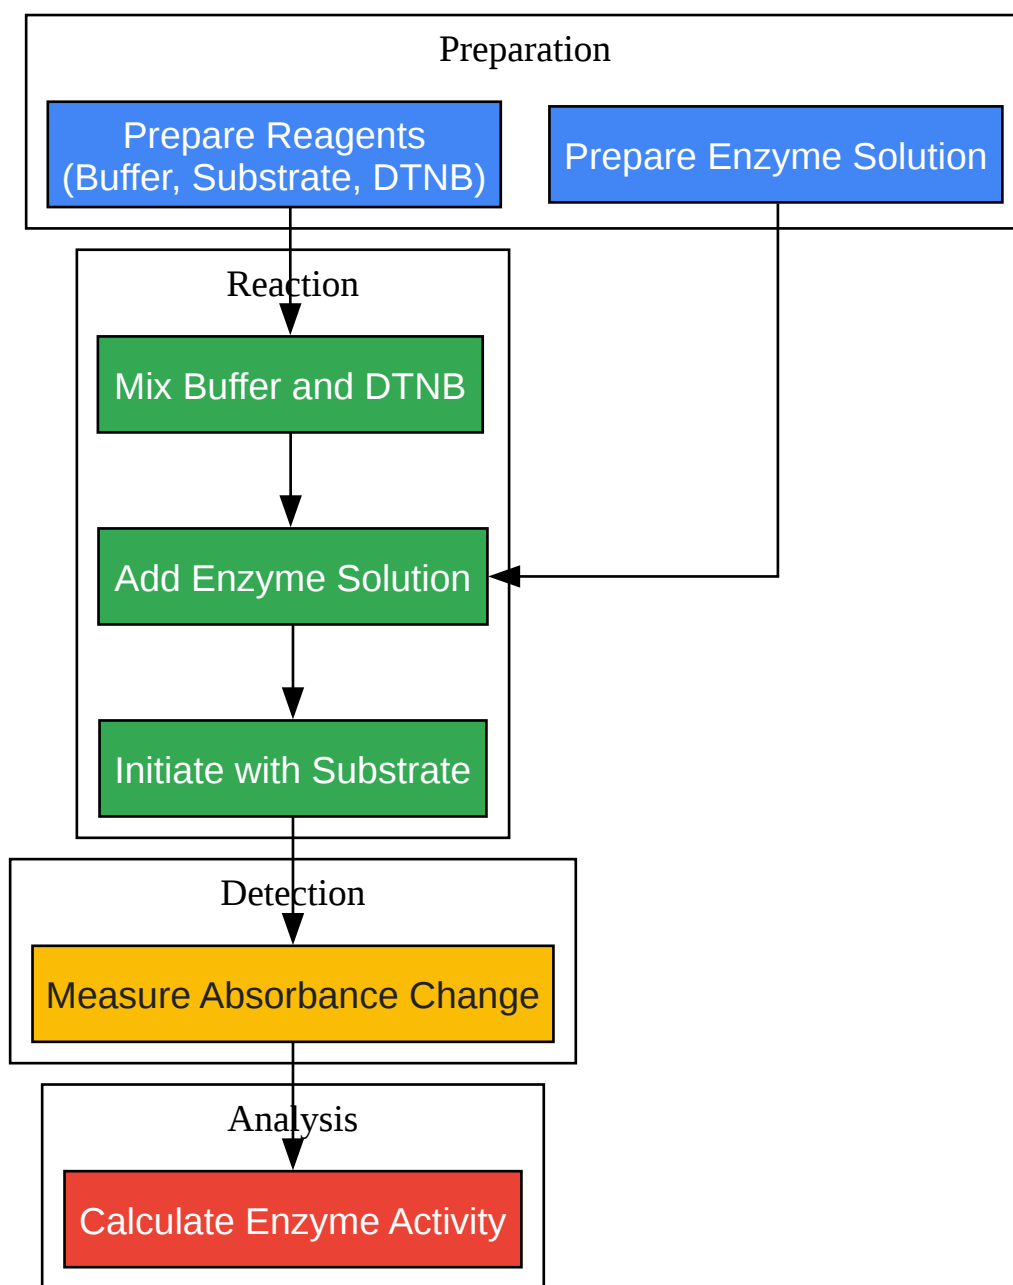 Preparation
Prepare Reagents
(Buffer, Substrate, DTNB)
Prepare Enzyme Solution
Reaction
Mix Buffer and DTNB
Add Enzyme Solution
Initiate with Substrate
Detection
Measure Absorbance Change
Analysis
Calculate Enzyme Activity